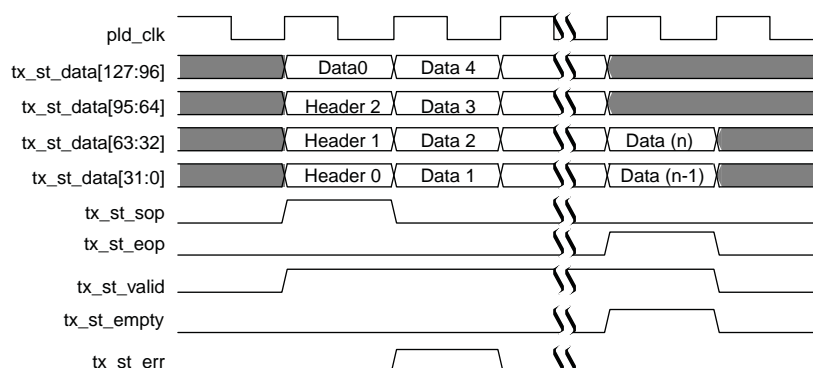 pld_clk
tx_st_data[127:96] Data0 Data 4
tx_st_data[95:64] Header 2 Data 3
tx_st_data[63:32] Header 1 Data 2 Data (n)
tx_st_data[31:0] Header 0 Data 1 Data (n-1)
tx_st_sop
tx_st_eop
tx_st_valid
tx_st_empty
tx_st_err